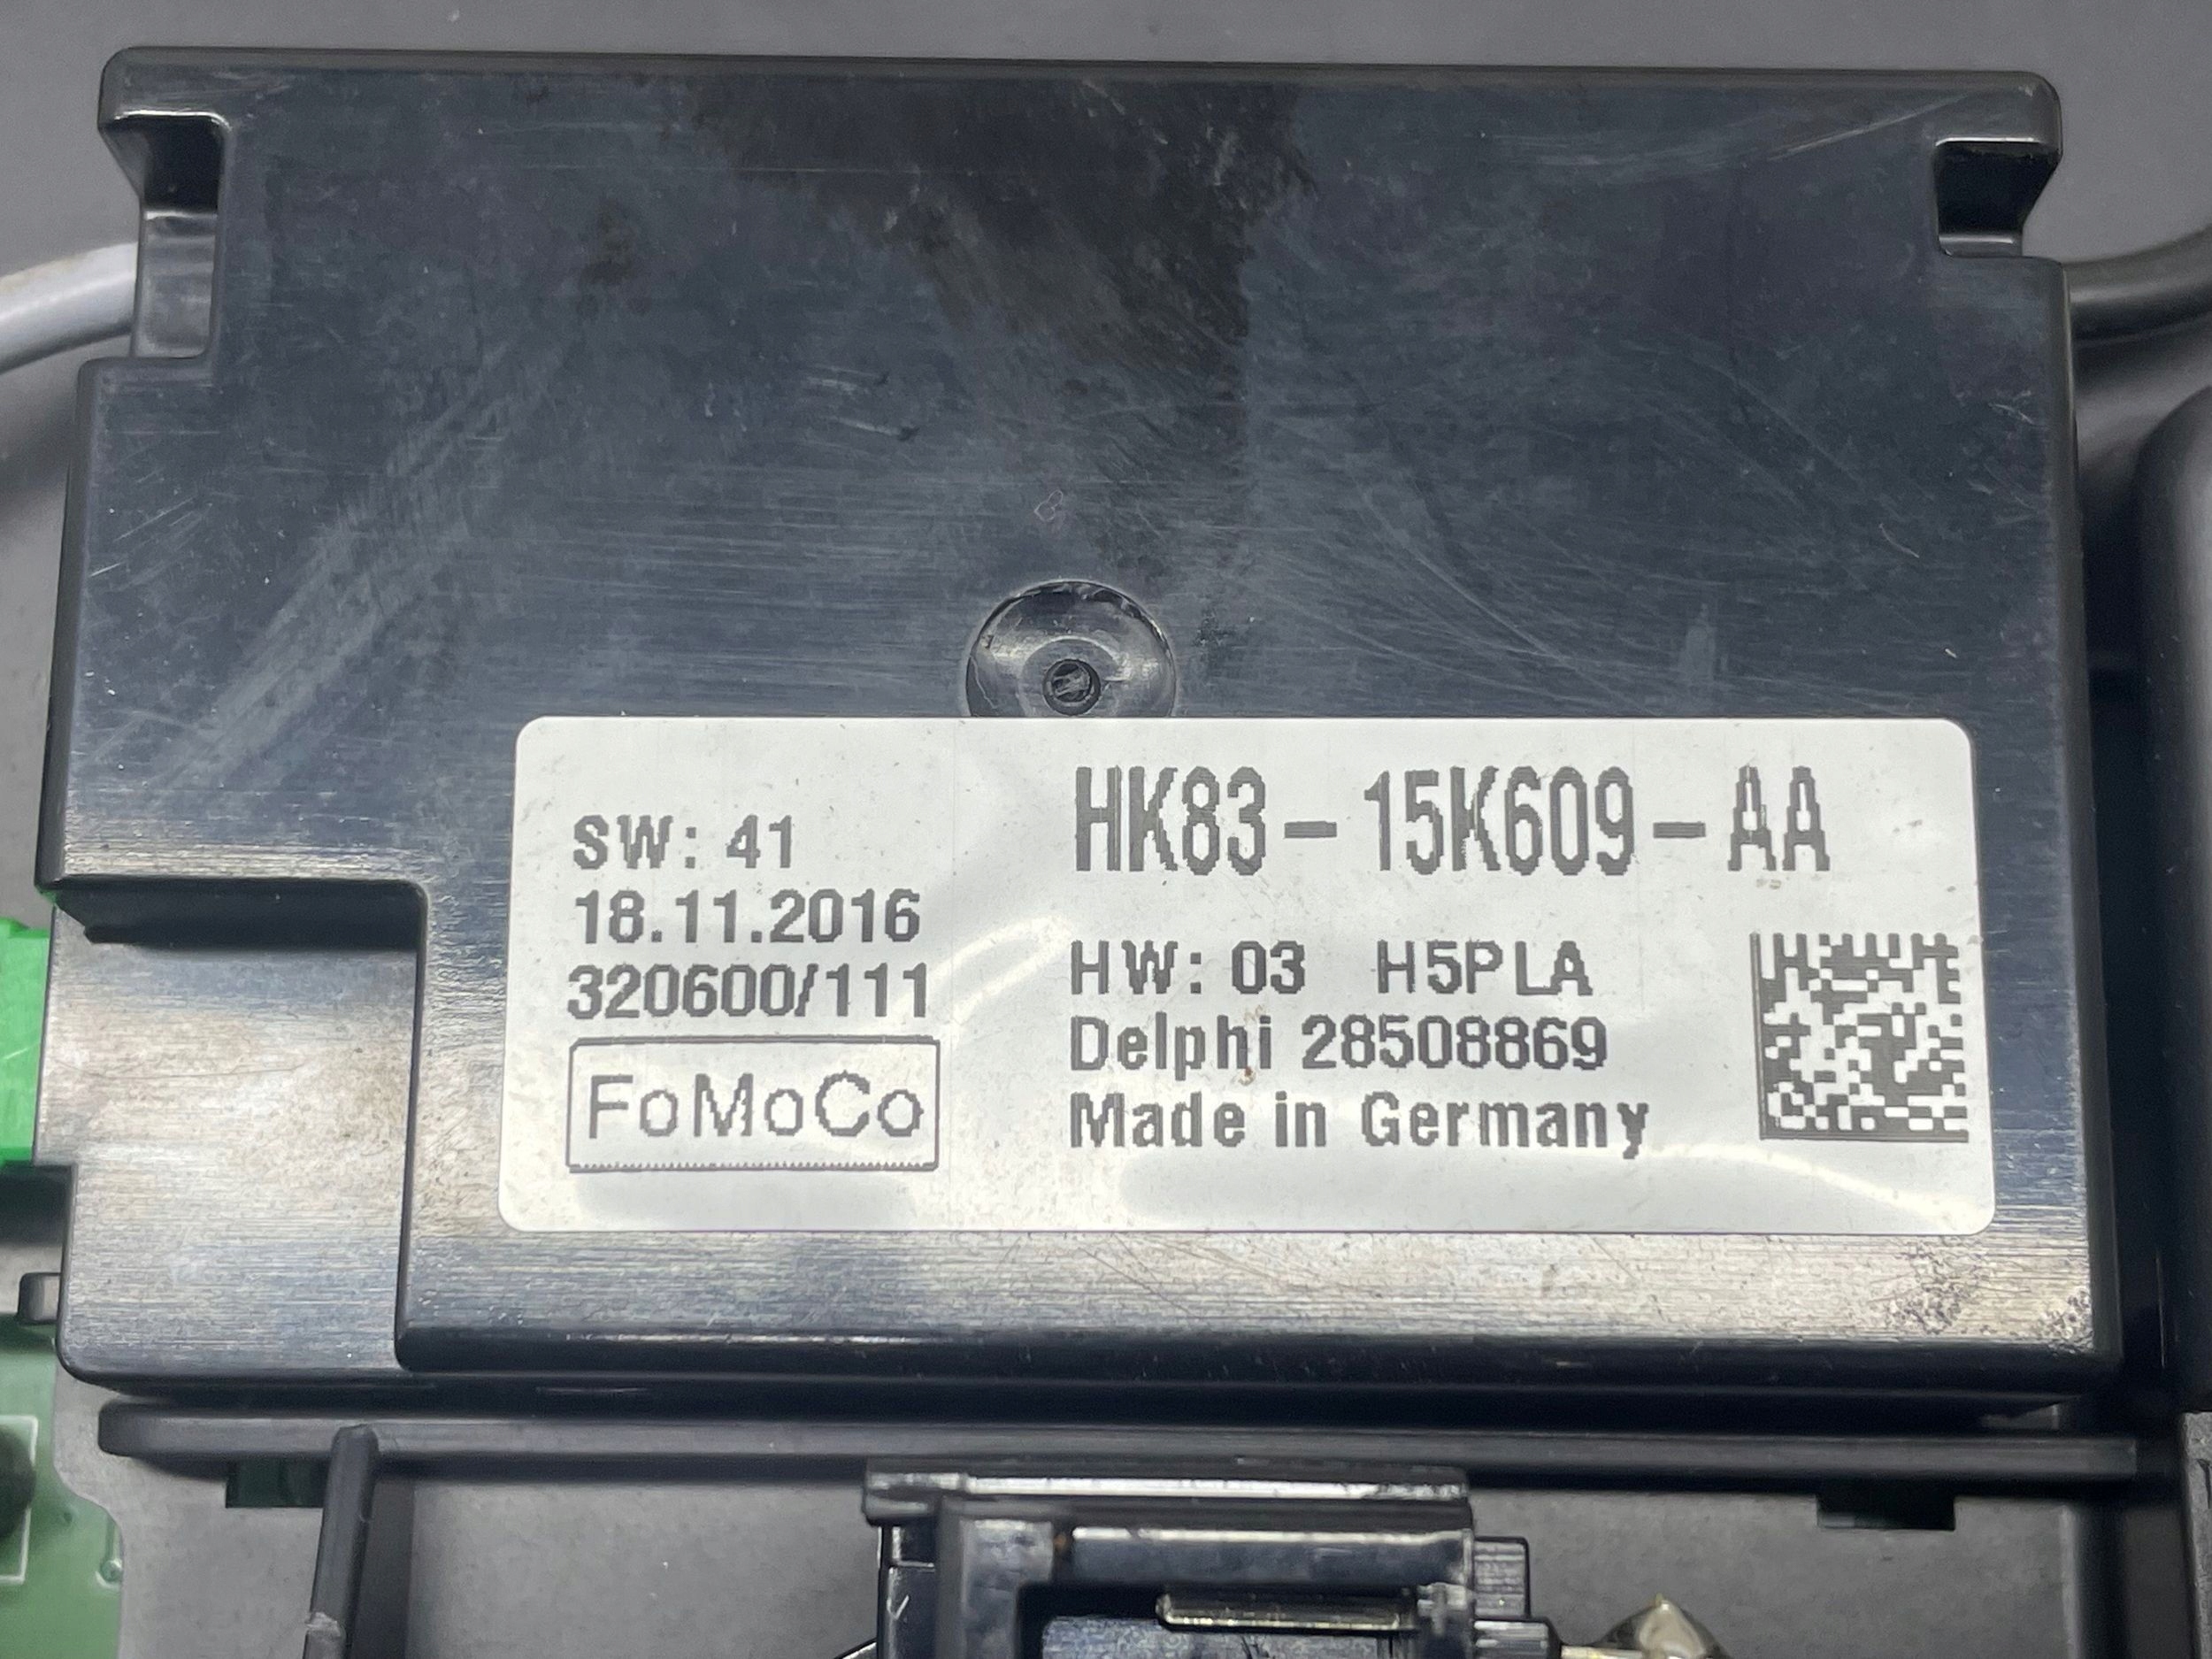 SW: 41
18.11.2016
320600/111
FoMoCo
HK83-15K609-AA
HW: 03 H5PLA
Delphi 28508869
Made in Germany